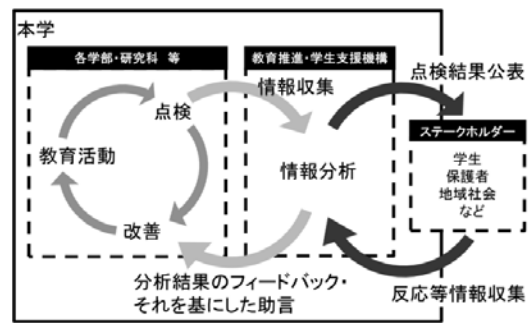 本学
各学部・研究科 等
教育推進・学生支援機構
点検
教育活動
改善
情報収集
情報分析
点検結果公表
ステークホルダー
学生
保護者
地域社会
など
分析結果のフィードバック・
それを基にした助言
反応等情報収集